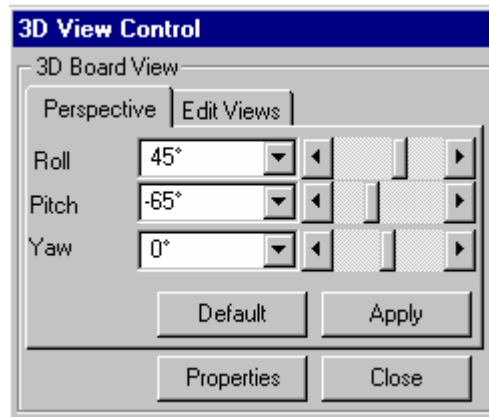 3D View Control
3D Board View
Perspective Edit Views
Roll 45°
Pitch -65°
Yaw 0°
Default Apply
Properties Close